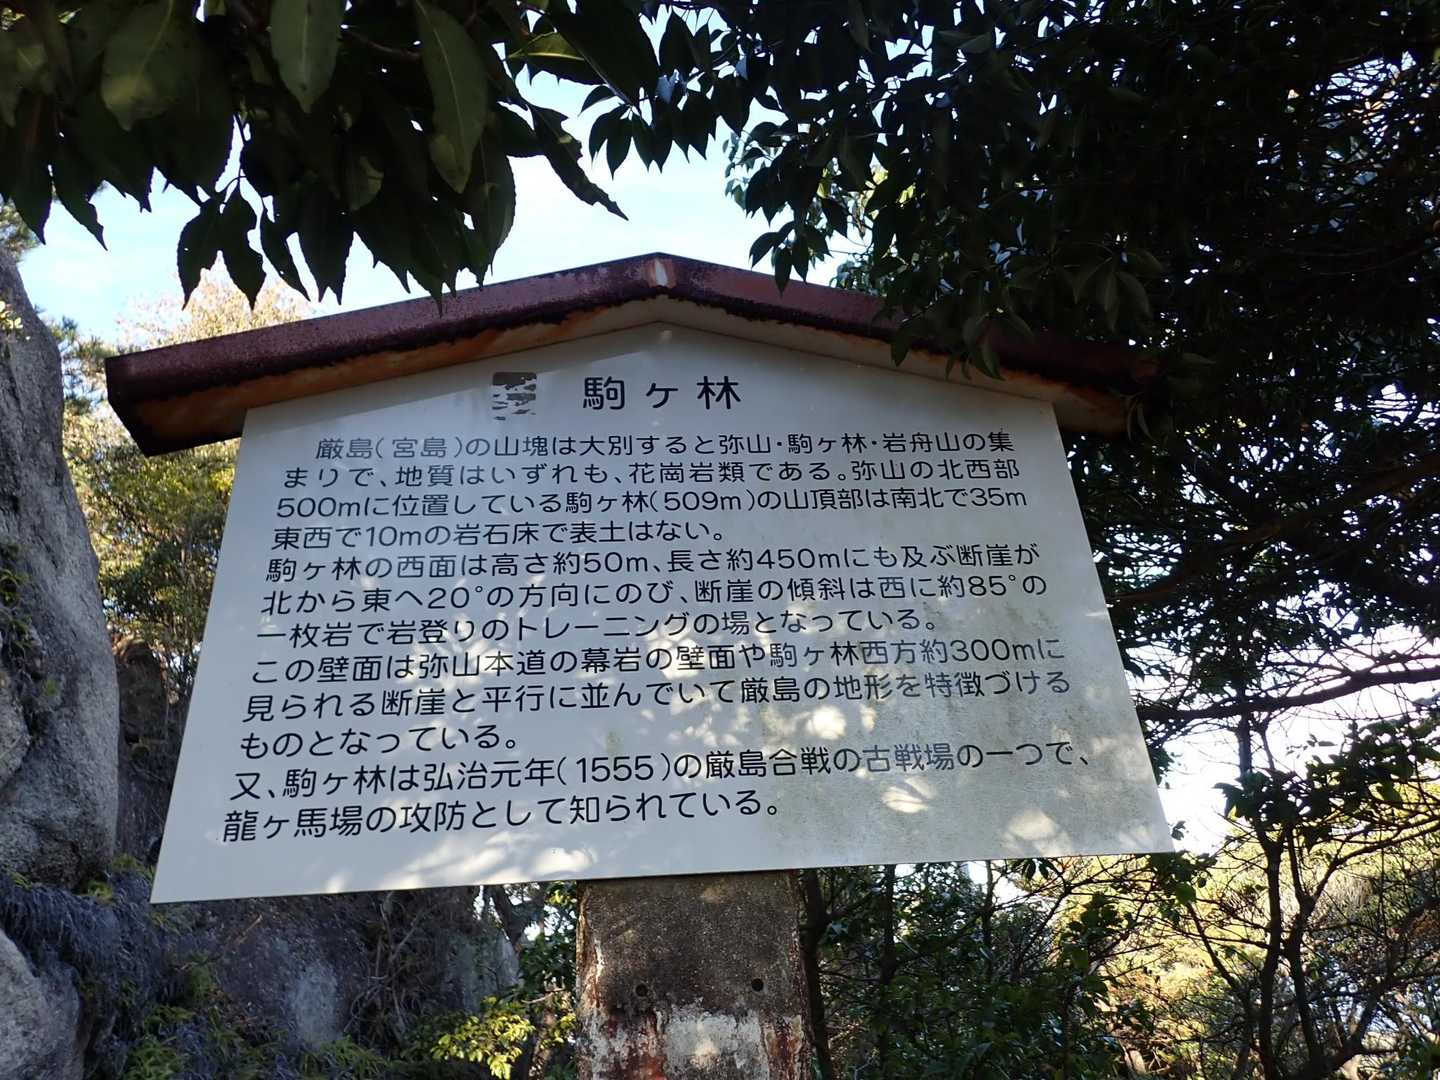 駒ヶ林
厳島(宮島)の山塊は大別すると弥山・駒ヶ林・岩舟山の集
まりで、地質はいずれも、花崗岩類である。弥山の北西部
500mに位置している駒ヶ林(509m)の山頂部は南北で35m
東西で10mの岩石床で表土はない。
駒ヶ林の西面は高さ約50m、長さ約450mにも及ぶ断崖が
北から東へ20°の方向にのび、断崖の傾斜は西に約85°の
一枚岩で岩登りのトレーニングの場となっている。
この壁面は弥山本道の幕岩の壁面や駒ヶ林西方約300mに
見られる断崖と平行に並んでいて厳島の地形を特徴づける
ものとなっている。
又、駒ヶ林は弘治元年(1555)の厳島合戦の古戦場の一つで、
龍ヶ馬場の攻防として知られている。